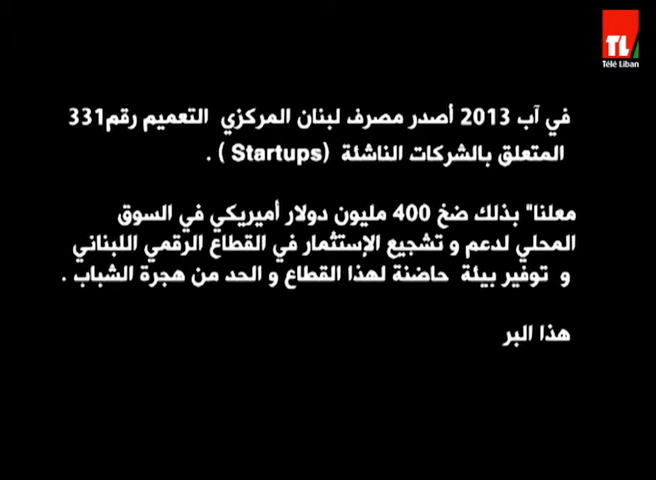 TL
Télé Liban
في آب 2013 أصدر مصرف لبنان المركزي التعميم رقم331
المتعلق بالشركات الناشئة (Startups ) .
معلنا" بذلك ضخ 400 مليون دولار أميريكي في السوق
المحلي لدعم و تشجيع الإستثمار في القطاع الرقمي اللبناني
و توفير بيئة حاضنة لهذا القطاع و الحد من هجرة الشباب .
هذا البر